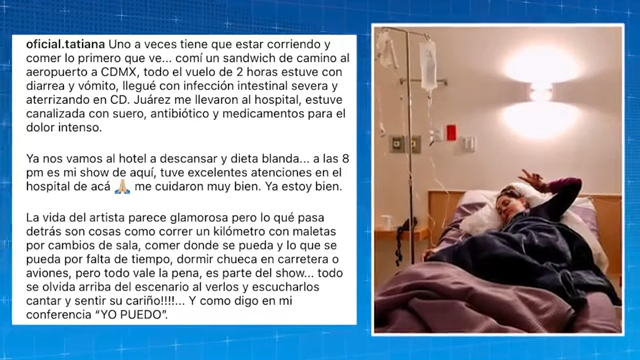 oficial.tatiana Uno a veces tiene que estar corriendo y
comer lo primero que ve... comí un sandwich de camino al
aeropuerto a CDMX, todo el vuelo de 2 horas estuve con
diarrea y vómito, llegué con infección intestinal severa y
aterrizando en CD. Juárez me llevaron al hospital, estuve
canalizada con suero, antibiótico y medicamentos para el
dolor intenso.
Ya nos vamos al hotel a descansar y dieta blanda... a las 8
pm es mi show de aquí, tuve excelentes atenciones en el
hospital de acá 🙏🏼 me cuidaron muy bien. Ya estoy bien.
La vida del artista parece glamorosa pero lo qué pasa
detrás son cosas como correr un kilómetro con maletas
por cambios de sala, comer donde se pueda y lo que se
pueda por falta de tiempo, dormir chueca en carretera o
aviones, pero todo vale la pena, es parte del show... todo
se olvida arriba del escenario al verlos y escucharlos
cantar y sentir su cariño!!!!... Y como digo en mi
conferencia “YO PUEDO”.